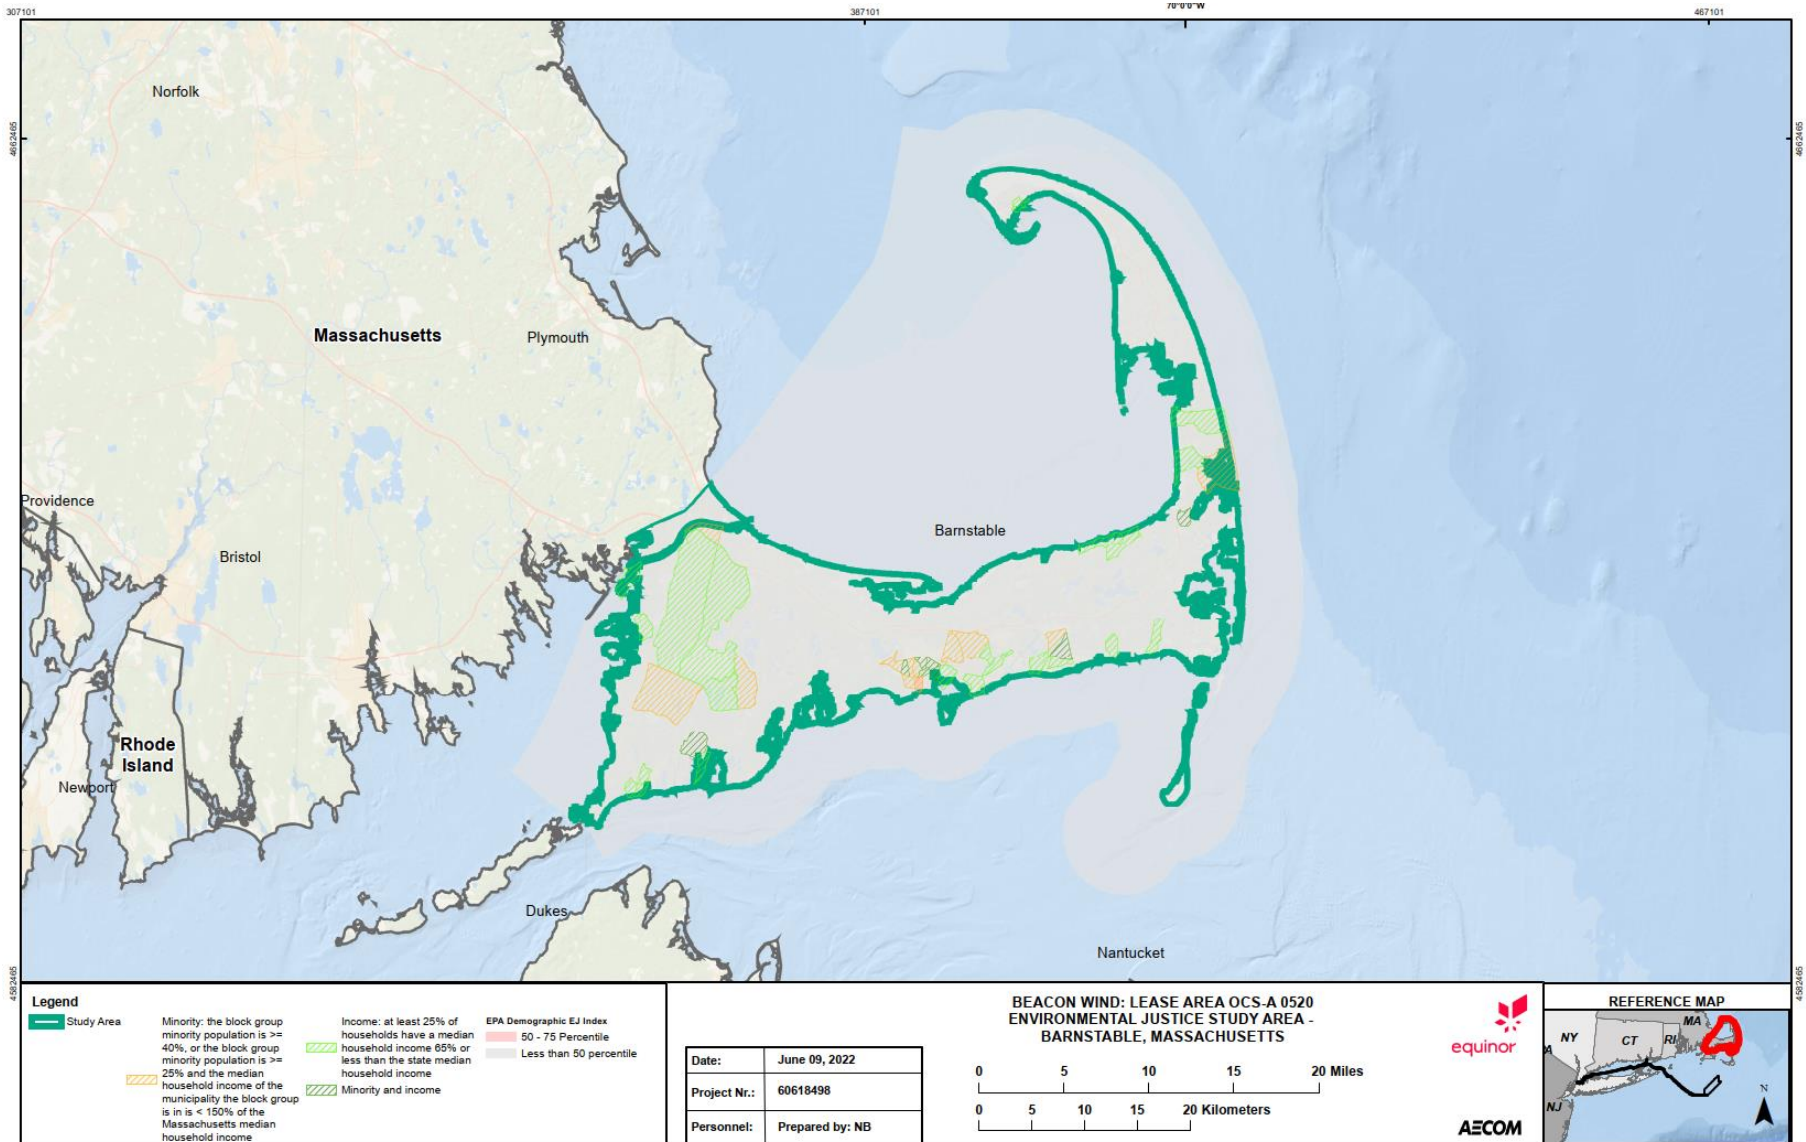 307101
387101
70°0'0"W
467101
4662465
4662465
Norfolk
Massachusetts
Plymouth
Providence
Bristol
Barnstable
Rhode
Island
Newport
Dukes
Nantucket
4582465
4582465
Legend
Study Area
Minority: the block group
minority population is >=
40%, or the block group
minority population is >=
25% and the median
household income of the
municipality the block group
is in is < 150% of the
Massachusetts median
household income
Income: at least 25% of
households have a median
household income 65% or
less than the state median
household income
Minority and income
EPA Demographic EJ Index
50 - 75 Percentile
Less than 50 percentile
Date: June 09, 2022
Project Nr.: 60618498
Personnel: Prepared by: NB
BEACON WIND: LEASE AREA OCS-A 0520
ENVIRONMENTAL JUSTICE STUDY AREA -
BARNSTABLE, MASSACHUSETTS
0 5 10 15 20 Miles
0 5 10 15 20 Kilometers
equinor
AECOM
REFERENCE MAP
MA
NY
CT
RI
A
NJ
N